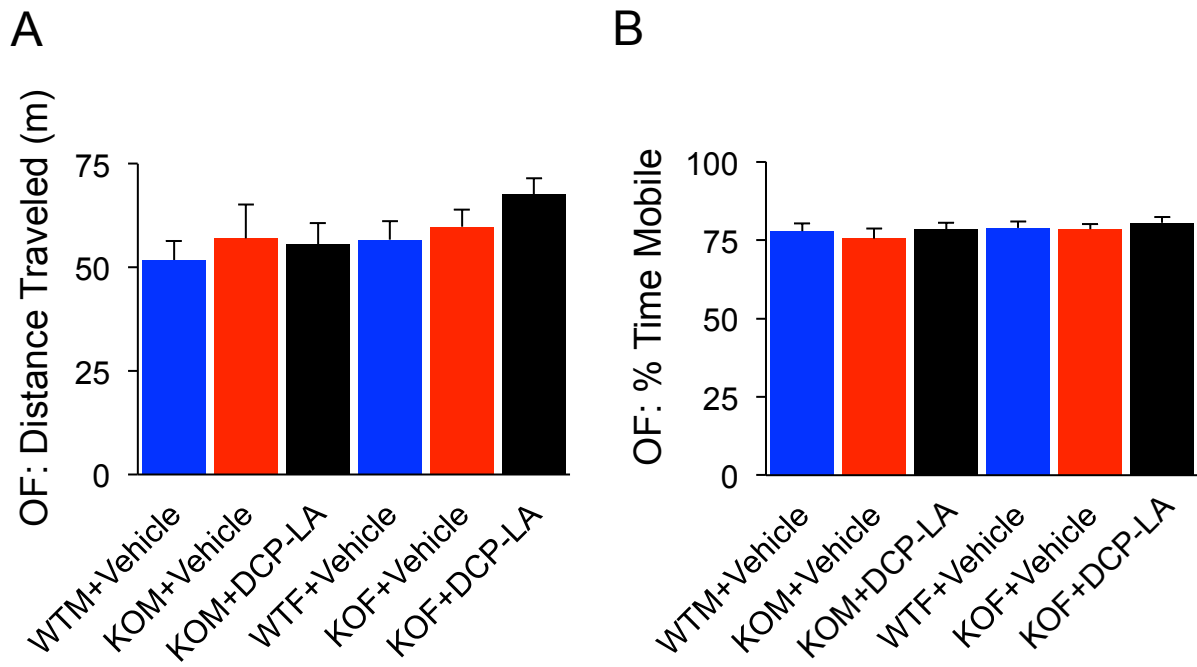 A
OF: Distance Traveled (m)
75
50
25
0
WTM+Vehicle
KOM+Vehicle
KOM+DCP-LA
WTF+Vehicle
KOF+Vehicle
KOF+DCP-LA
B
OF: % Time Mobile
100
75
50
25
0
WTM+Vehicle
KOM+Vehicle
KOM+DCP-LA
WTF+Vehicle
KOF+Vehicle
KOF+DCP-LA